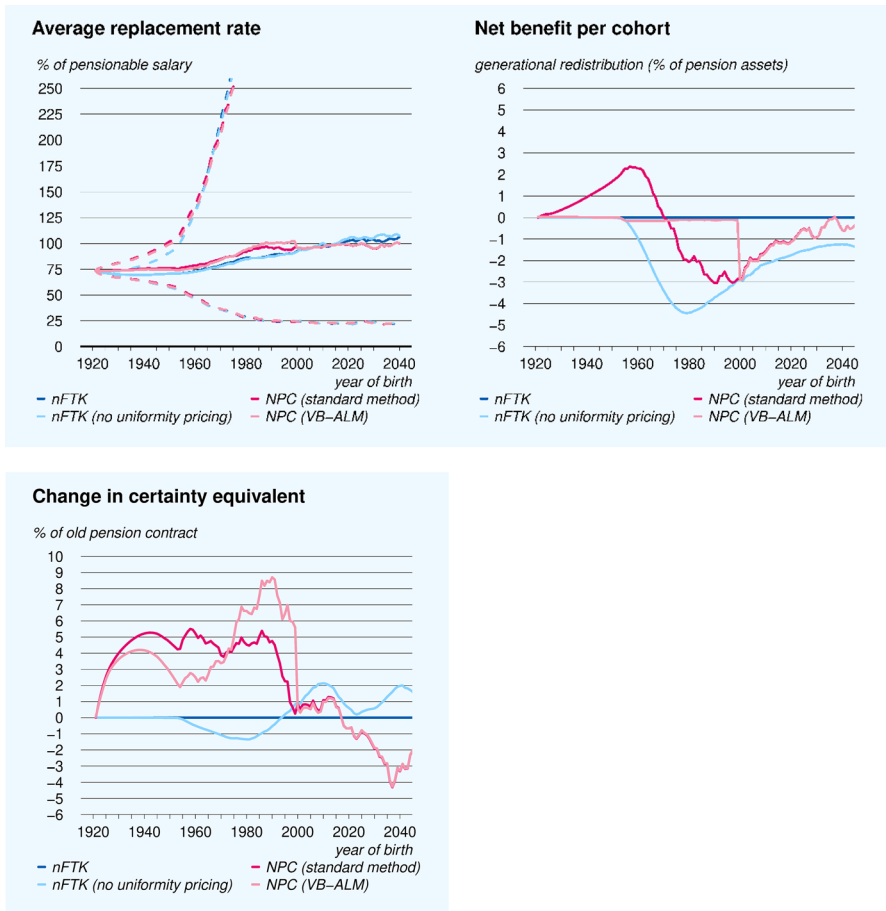 Average replacement rate
% of pensionable salary
250
225
200
175
150
125
100
75
50
25
0
1920 1940 1960 1980 2000 2020 2040
year of birth
nFTK NPC (standard method)
nFTK (no uniformity pricing) NPC (VB−ALM)
Net benefit per cohort
generational redistribution (% of pension assets)
6
5
4
3
2
1
0
−1
−2
−3
−4
−5
−6
1920 1940 1960 1980 2000 2020 2040
year of birth
nFTK NPC (standard method)
nFTK (no uniformity pricing) NPC (VB−ALM)
Change in certainty equivalent
% of old pension contract
10
9
8
7
6
5
4
3
2
1
0
−1
−2
−3
−4
−5
−6
1920 1940 1960 1980 2000 2020 2040
year of birth
nFTK NPC (standard method)
nFTK (no uniformity pricing) NPC (VB−ALM)